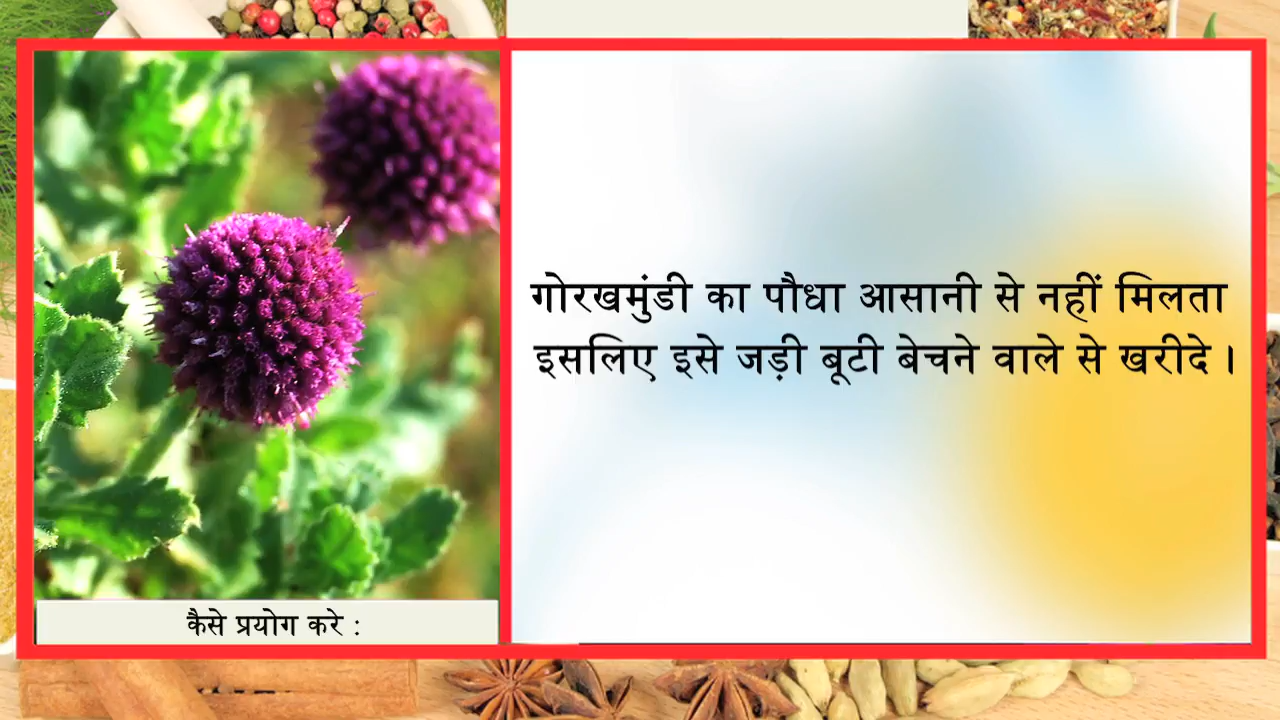 गोरखमुंडी का पौधा आसानी से नहीं मिलता
इसलिए इसे जड़ी बूटी बेचने वाले से खरीदे ।
कैसे प्रयोग करे :